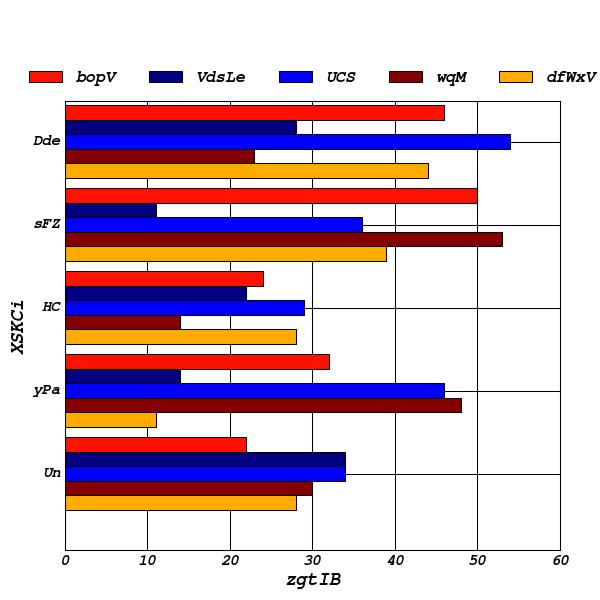 bopV VdsLe UCS wqM dfWxV
Dde
sFZ
HC
yPa
Un
XSKCi
0 10 20 30 40 50 60
zgtIB